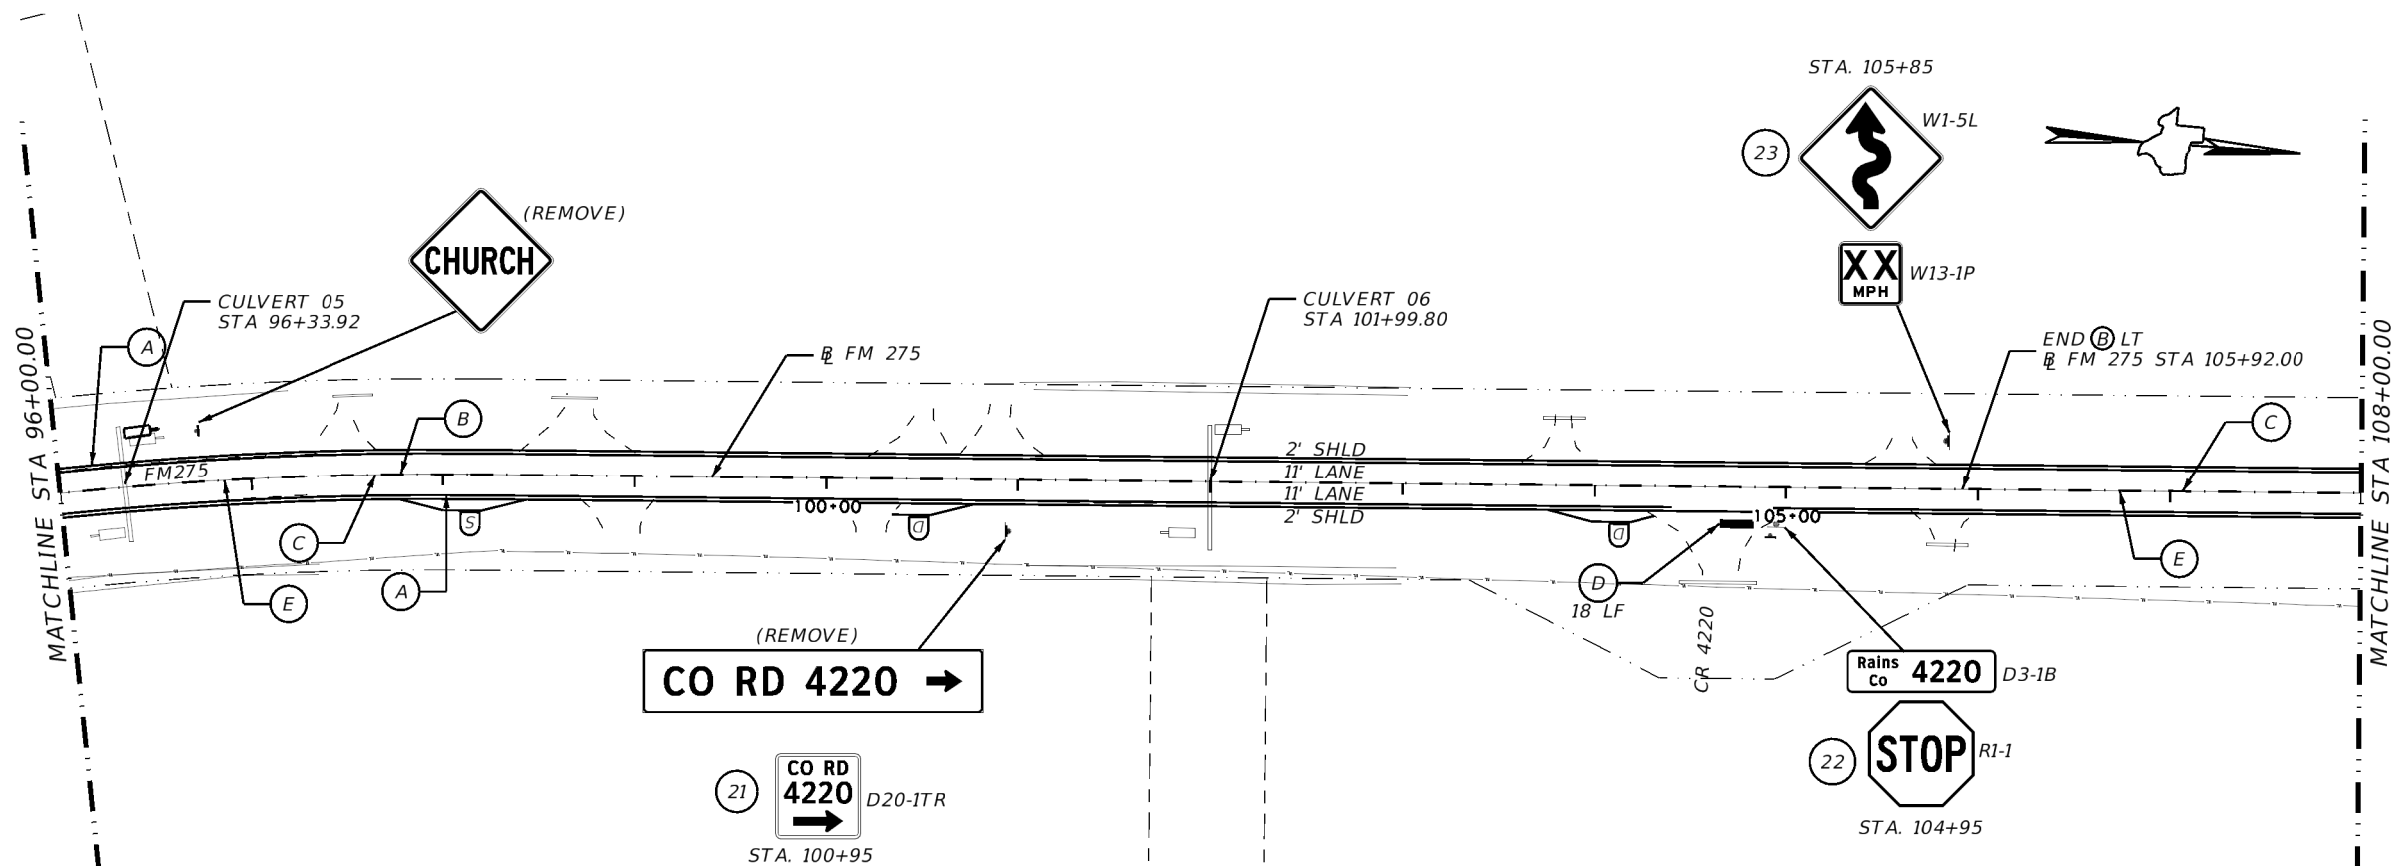 STA. 105+85
W1-5L
23
(REMOVE)
CHURCH
XX
MPH
W13-1P
CULVERT 05
STA 96+33.92
CULVERT 06
STA 101+99.80
END B LT
BL FM 275 STA 105+92.00
BL FM 275
A
B
C
MATCHLINE STA 96+00.00
MATCHLINE STA 108+00.00
FM275
2' SHLD
11' LANE
11' LANE
2' SHLD
100+00
105+00
S
D
D
C
E
A
D
18 LF
E
CR 4220
(REMOVE)
CO RD 4220
Rains
Co
4220
D3-1B
21
CO RD
4220
D20-1TR
STA. 100+95
22
STOP
R1-1
STA. 104+95